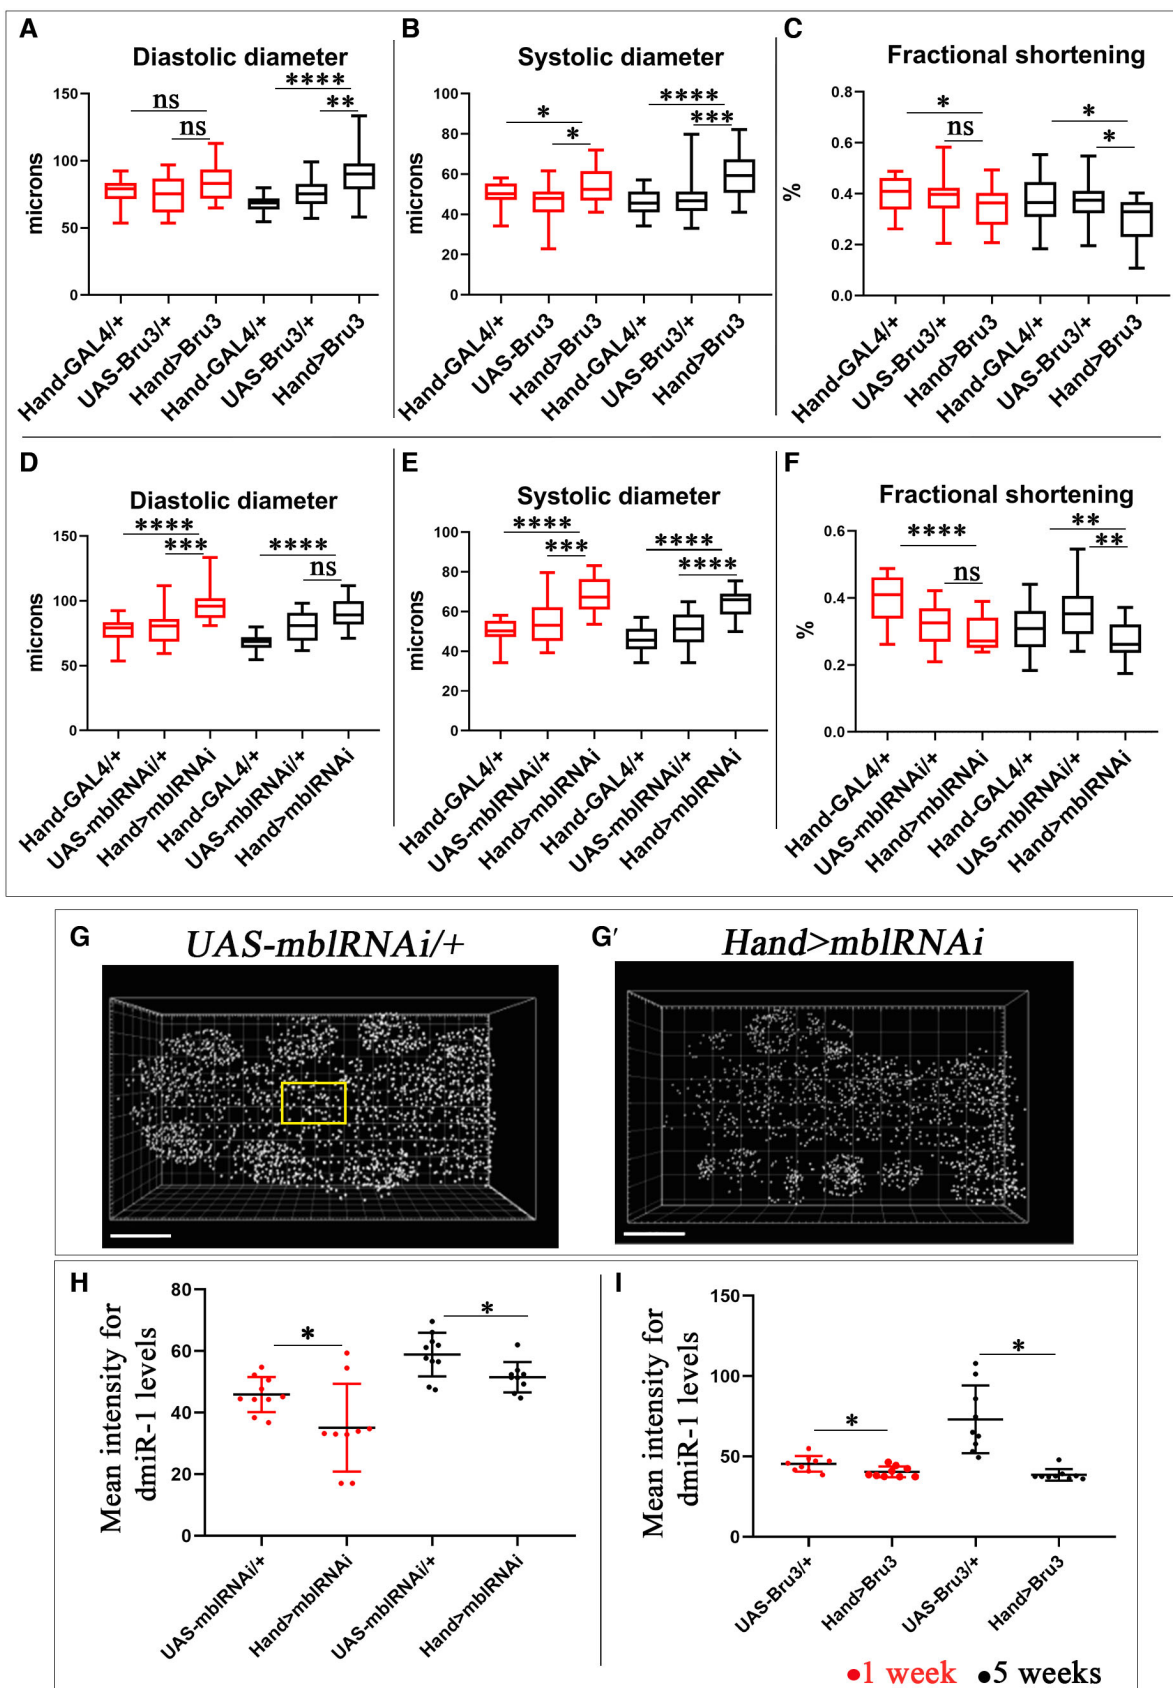 A
Diastolic diameter
microns
150
100
50
0
ns
ns
****
**
Hand-GAL4/+
UAS-Bru3/+
Hand>Bru3
Hand-GAL4/+
UAS-Bru3/+
Hand>Bru3
B
Systolic diameter
microns
100
80
60
40
20
0
*
*
****
***
Hand-GAL4/+
UAS-Bru3
Hand>Bru3
Hand-GAL4/+
UAS-Bru3/+
Hand>Bru3
C
Fractional shortening
%
0.8
0.6
0.4
0.2
0.0
*
ns
*
*
Hand-GAL4/+
UAS-Bru3/+
Hand>Bru3
Hand-GAL4/+
UAS-Bru3/+
Hand>Bru3
D
Diastolic diameter
microns
150
100
50
0
****
***
****
ns
Hand-GAL4/+
UAS-mblRNAi/+
Hand>mblRNAi
Hand-GAL4/+
UAS-mblRNAi/+
Hand>mblRNAi
E
Systolic diameter
microns
100
80
60
40
20
0
****
***
****
****
Hand-GAL4/+
UAS-mblRNAi/+
Hand>mblRNAi
Hand-GAL4/+
UAS-mblRNAi/+
Hand>mblRNAi
F
Fractional shortening
%
0.6
0.4
0.2
0.0
****
ns
**
**
Hand-GAL4/+
UAS-mblRNAi/+
Hand>mblRNAi
Hand-GAL4/+
UAS-mblRNAi/+
Hand>mblRNAi
G
UAS-mblRNAi/+
G′
Hand>mblRNAi
H
Mean intensity for
dmiR-1 levels
80
60
40
20
0
*
*
UAS-mblRNAi/+
Hand>mblRNAi
UAS-mblRNAi/+
Hand>mblRNAi
I
Mean intensity for
dmiR-1 levels
150
100
50
0
*
*
UAS-Bru3/+
Hand>Bru3
UAS-Bru3/+
Hand>Bru3
1 week
5 weeks